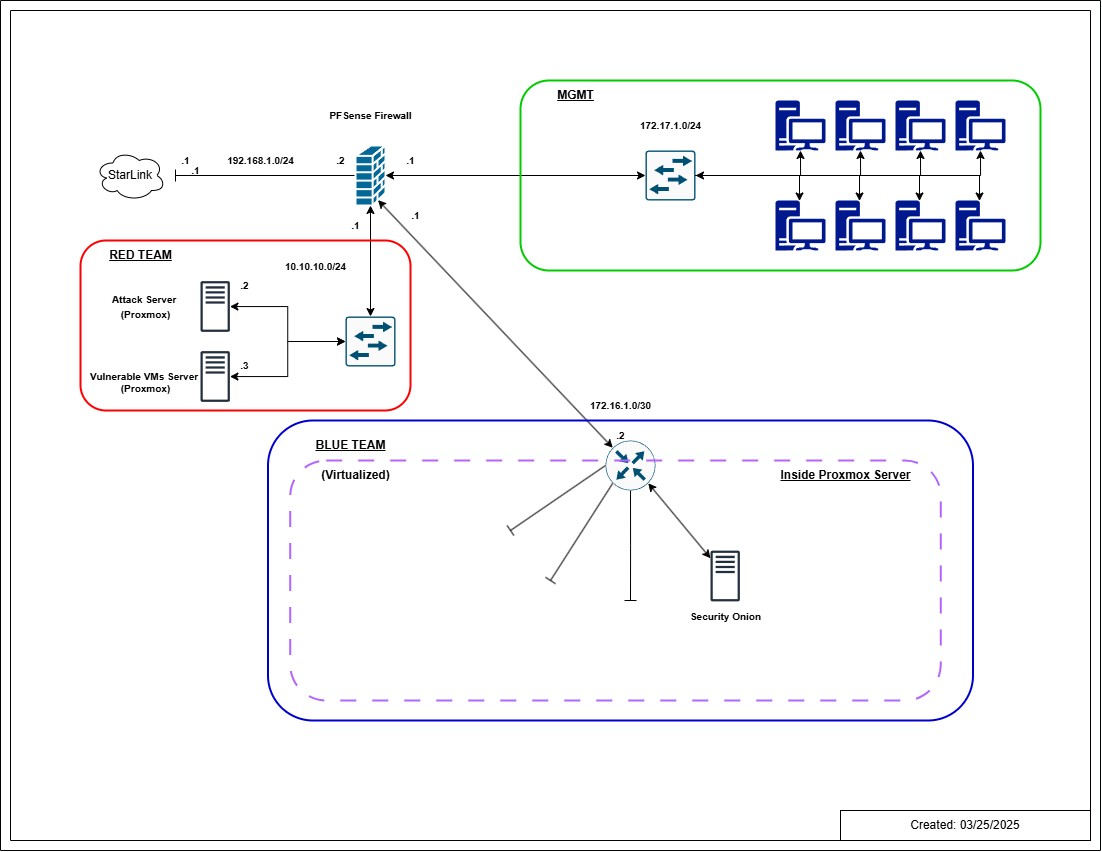 MGMT
PFSense Firewall
172.17.1.0/24
.1
192.168.1.0/24
.2
.1
.1
StarLink
.1
.1
RED TEAM
10.10.10.0/24
.2
Attack Server
(Proxmox)
.3
Vulnerable VMs Server
(Proxmox)
172.16.1.0/30
.2
BLUE TEAM
(Virtualized)
Inside Proxmox Server
Security Onion
Created: 03/25/2025